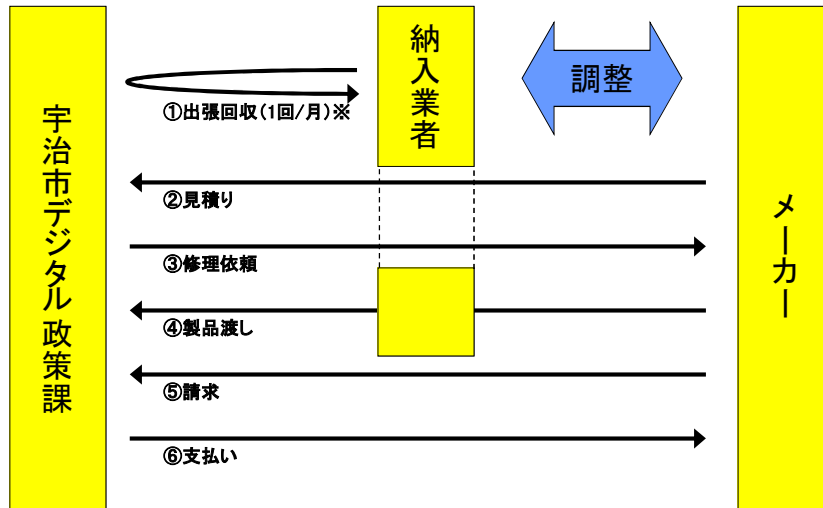 宇治市デジタル政策課
納入業者
調整
メーカー
①出張回収(1回/月)※
②見積り
③修理依頼
④製品渡し
⑤請求
⑥支払い